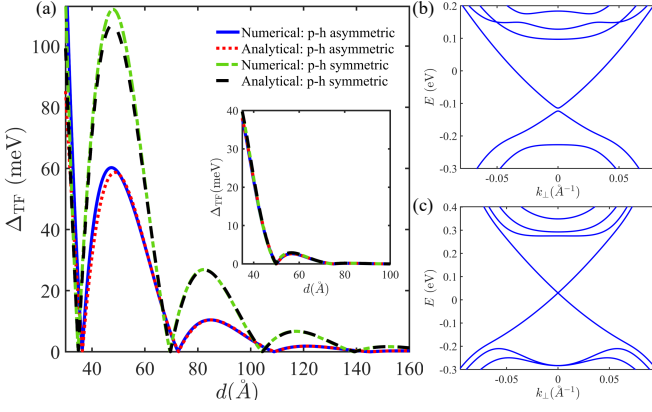 (a)
Numerical: p-h asymmetric
Analytical: p-h asymmetric
Numerical: p-h symmetric
Analytical: p-h symmetric
Δ_TF (meV)
100
80
60
40
20
0
40 60 80 100 120 140 160
d(Å)
Δ_TF(meV)
40
30
20
10
0
40 60 80 100
d(Å)
(b)
E (eV)
0.2
0.1
0
-0.1
-0.2
-0.3
-0.05 0 0.05
k⊥(Å⁻¹)
(c)
E (eV)
0.4
0.3
0.2
0.1
0
-0.1
-0.2
-0.3
-0.05 0 0.05
k⊥(Å⁻¹)